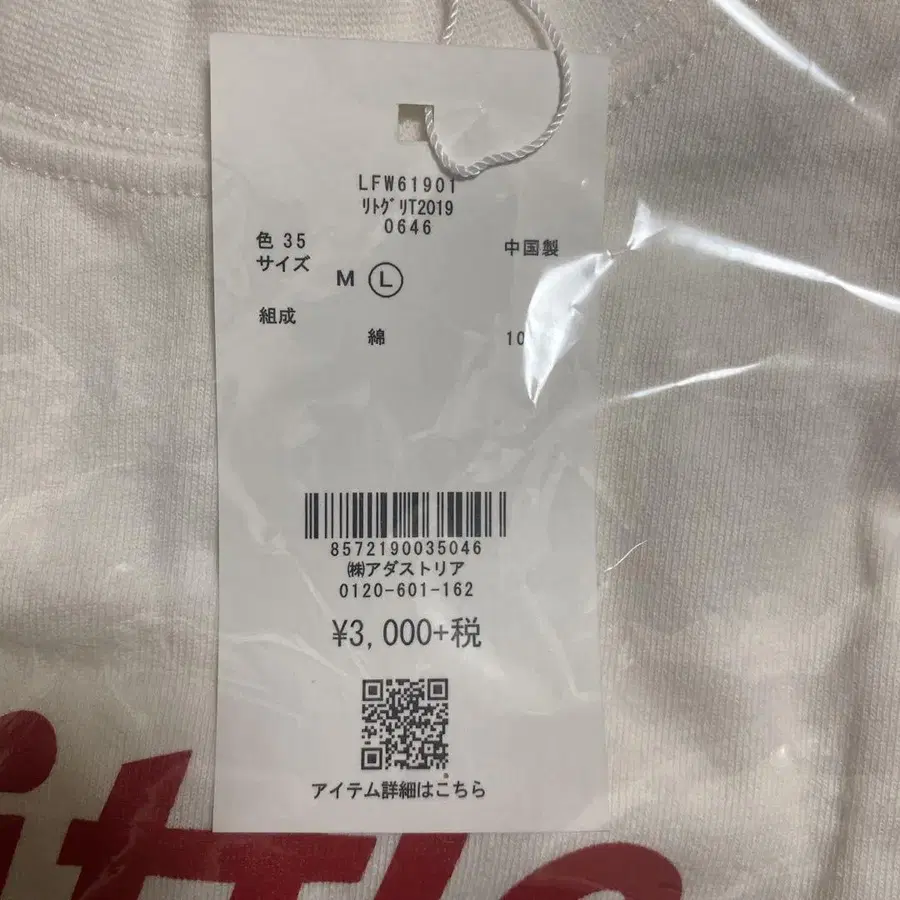 LFW61901
ﾘﾄｸﾞﾘT2019
0646
色 35
中国製
サイズ
M Ⓛ
組成
綿
8572190035046
㈱アダストリア
0120-601-162
¥3,000+税
アイテム詳細はこちら